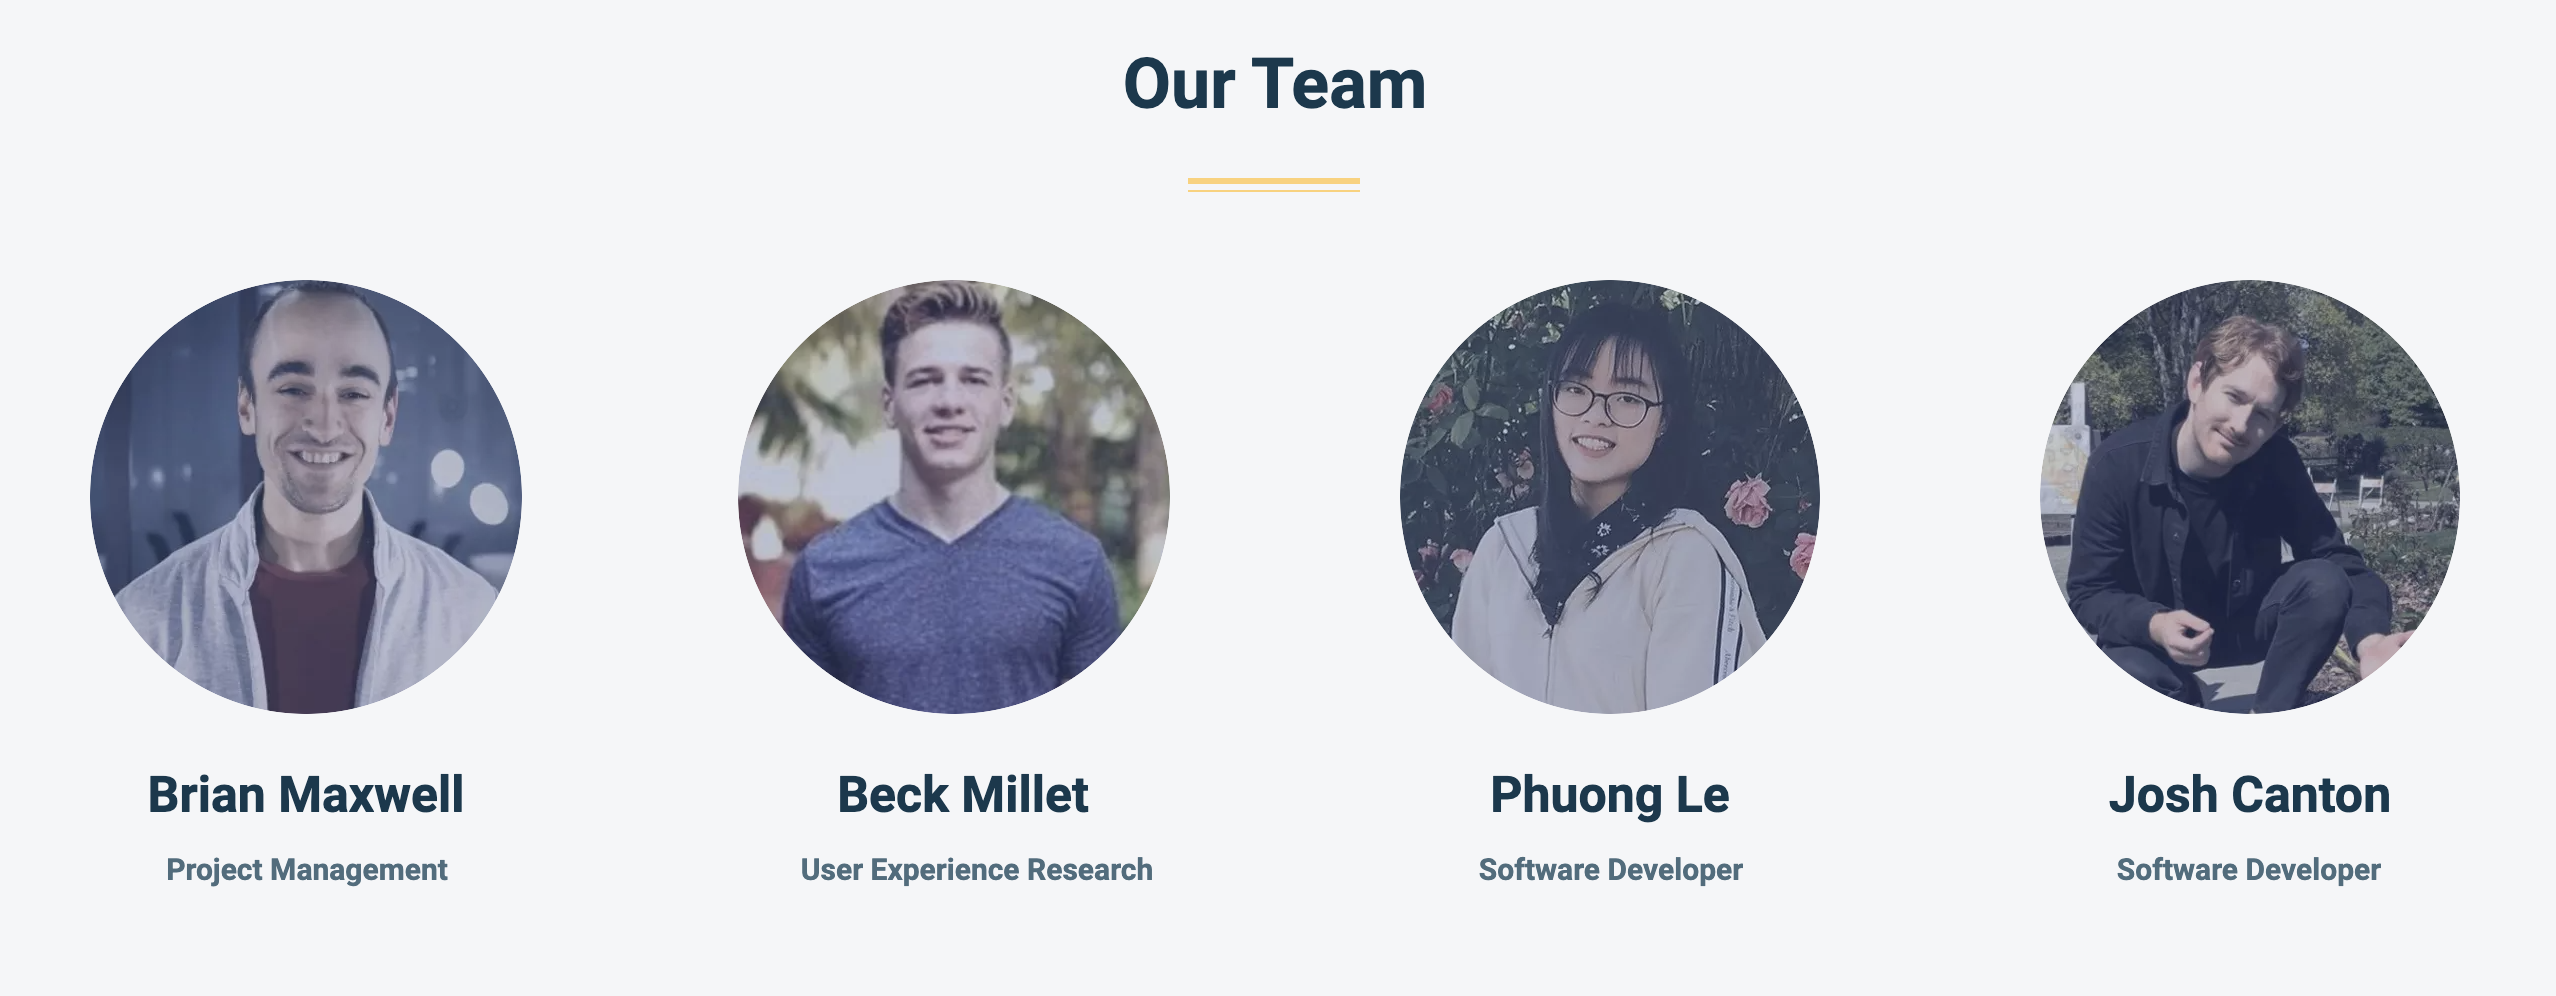 Our Team
Brian Maxwell
Beck Millet
Phuong Le
Josh Canton
Project Management
User Experience Research
Software Developer
Software Developer